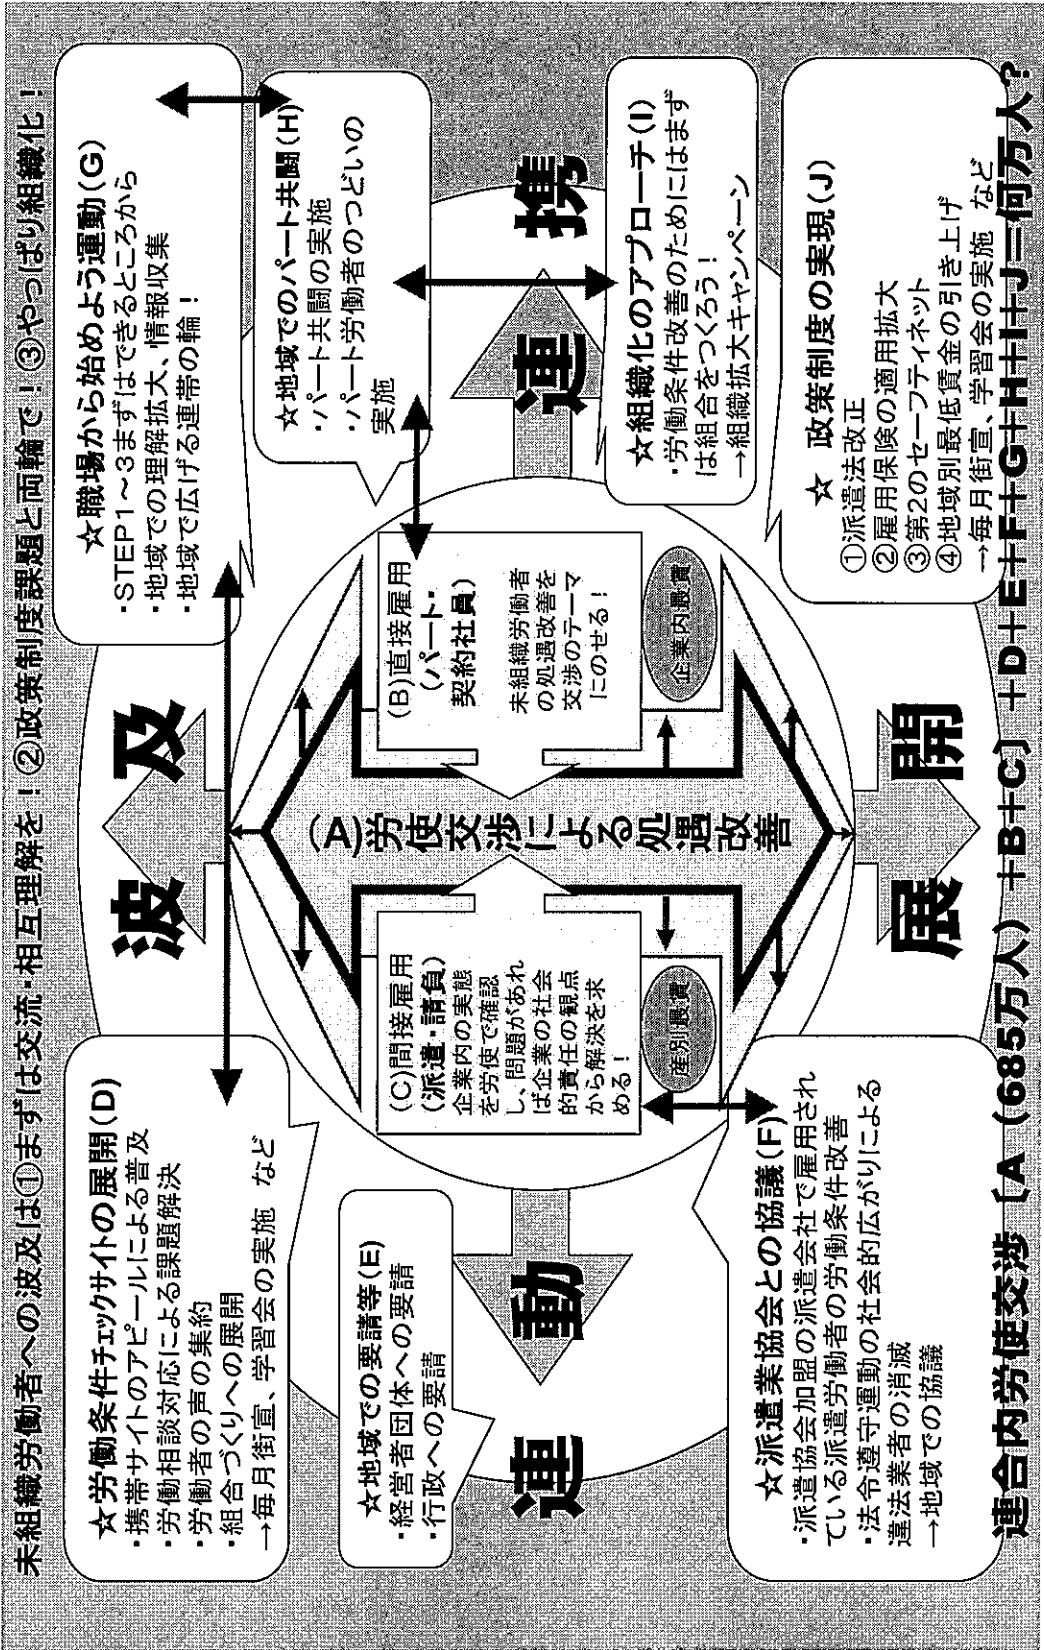 未組織労働者への波及は①まずは交流・相互理解を！②政策制度課題と両輪で！③やっぱり組織化！
☆労働条件チェックサイトの展開(D)
・携帯サイトのアピールによる普及
・労働相談対応による課題解決
・労働者の声の集約
・組合づくりへの展開
→毎月街宣、学習会の実施 など
波及
☆職場から始めよう運動(G)
・STEP1～3まずはできるところから
・地域での理解拡大、情報収集
・地域で広げる連帯の輪！
☆地域での要請等(E)
・経営者団体への要請
・行政への要請
☆地域でのパート共闘(H)
・パート共闘の実施
・パート労働者のつどいの
実施
連動
(C)間接雇用
(派遣・請負)
企業内の実態
を労使で確認
し、問題があれ
ば企業の社会
的責任の観点
から解決を求
める！
産別最賃
(A)労使交渉による処遇改善
(B)直接雇用
(パート・
契約社員)
未組織労働者
の処遇改善を
交渉のテーマ
にのせる！
企業内最賃
連携
☆組織化のアプローチ(I)
・労働条件改善のためにはまず
は組合をつくろう！
→組織拡大キャンペーン
☆派遣業協会との協議(F)
・派遣協会加盟の派遣会社で雇用され
ている派遣労働者の労働条件改善
・法令遵守運動の社会的広がりによる
違法業者の消滅
→地域での協議
展開
☆ 政策制度の実現(J)
①派遣法改正
②雇用保険の適用拡大
③第2のセーフティネット
④地域別最低賃金の引き上げ
→毎月街宣、学習会の実施 など
連合内労使交渉〔A（685万人）＋B＋C〕＋D＋E＋F＋G＋H＋I＋J＝何万人？